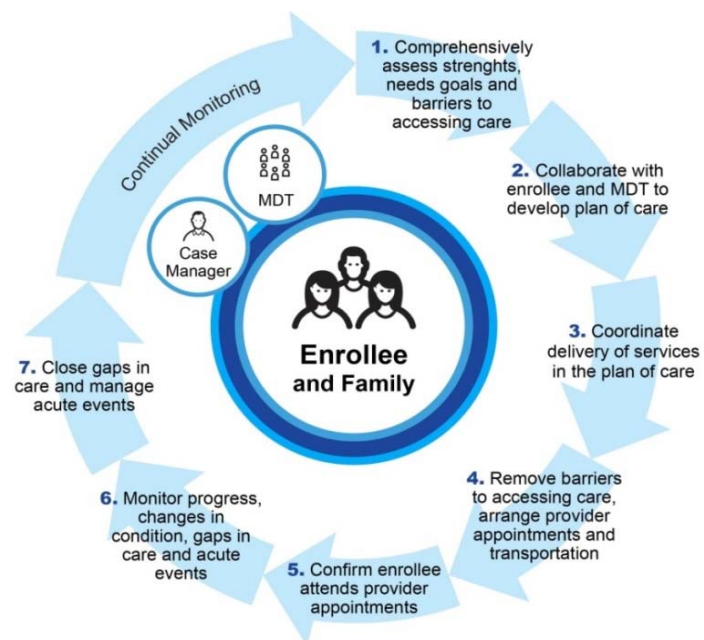 1. Comprehensively
assess strenghts,
needs goals and
barriers to
accessing care
2. Collaborate with
enrollee and MDT to
develop plan of care
3. Coordinate
delivery of services
in the plan of care
4. Remove barriers
to accessing care,
arrange provider
appointments and
transportation
5. Confirm enrollee
attends provider
appointments
6. Monitor progress,
changes in
condition, gaps in
care and acute
events
7. Close gaps in
care and manage
acute events
Continual Monitoring
MDT
Case
Manager
Enrollee
and Family